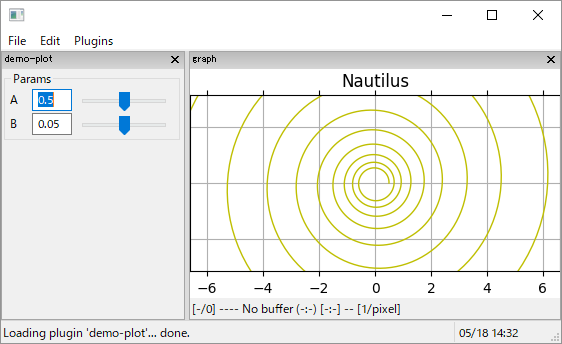 File Edit Plugins
demo-plot
Params
A 0.5
B 0.05
graph
Nautilus
−6 −4 −2 0 2 4 6
[-/0] ---- No buffer (-:-) [-:-] -- [1/pixel]
Loading plugin 'demo-plot'... done. 05/18 14:32